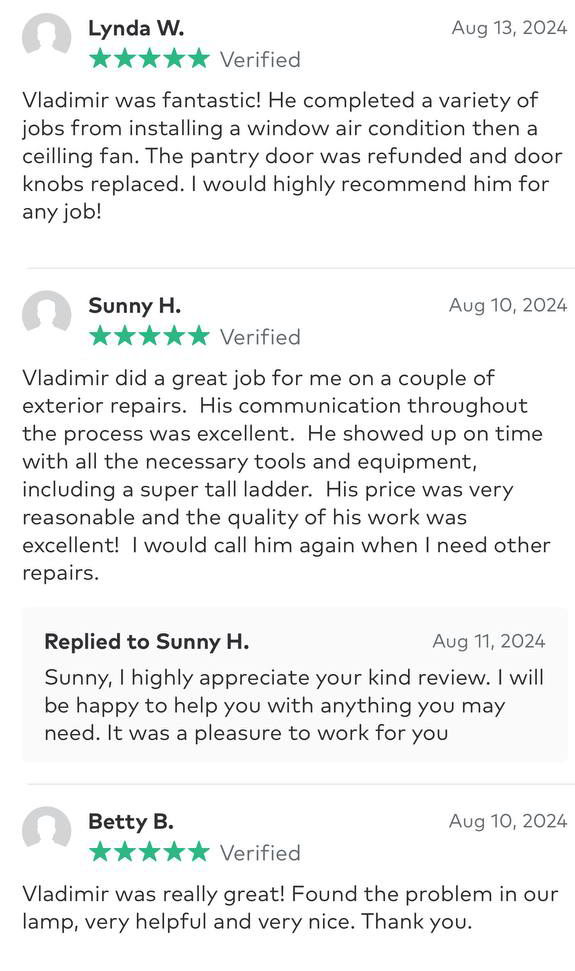 Lynda W.
Aug 13, 2024
Verified
Vladimir was fantastic! He completed a variety of
jobs from installing a window air condition then a
ceilling fan. The pantry door was refunded and door
knobs replaced. I would highly recommend him for
any job!
Sunny H.
Aug 10, 2024
Verified
Vladimir did a great job for me on a couple of
exterior repairs.  His communication throughout
the process was excellent.  He showed up on time
with all the necessary tools and equipment,
including a super tall ladder.  His price was very
reasonable and the quality of his work was
excellent!  I would call him again when I need other
repairs.
Replied to Sunny H.
Aug 11, 2024
Sunny, I highly appreciate your kind review. I will
be happy to help you with anything you may
need. It was a pleasure to work for you
Betty B.
Aug 10, 2024
Verified
Vladimir was really great! Found the problem in our
lamp, very helpful and very nice. Thank you.